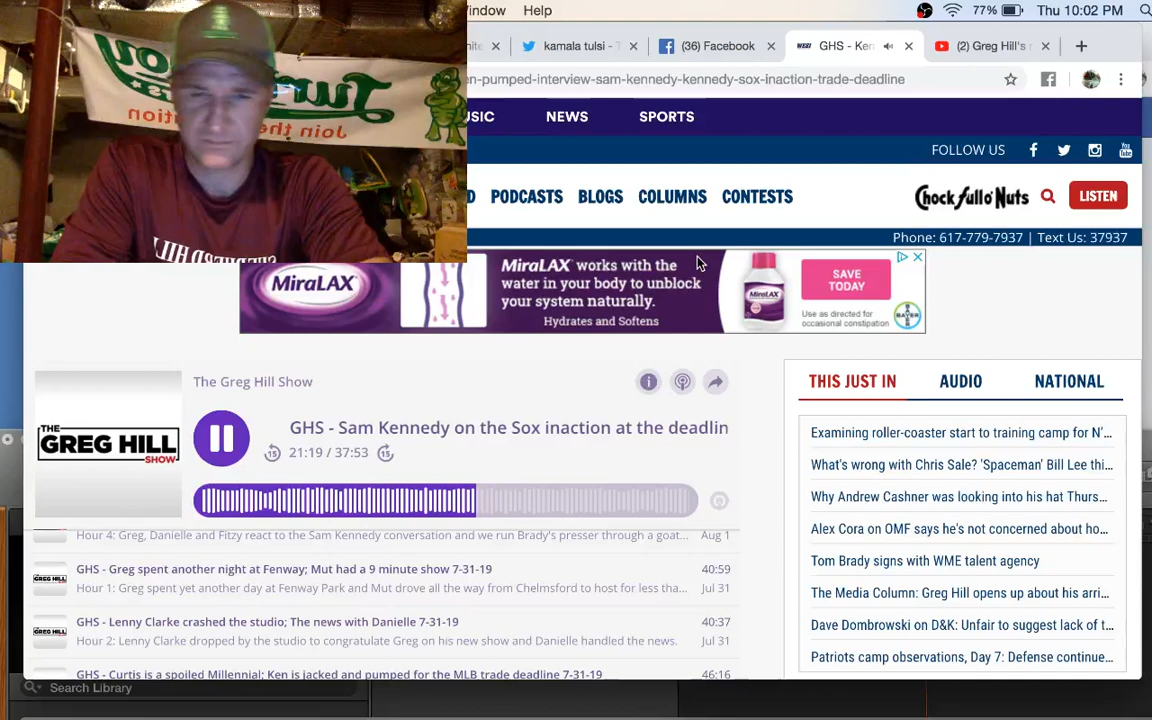 indow Help 77% Thu 10:02 PM
kamala tulsi - T
(36) Facebook
WEEI GHS - Ken
(2) Greg Hill's r
n-pumped-interview-sam-kennedy-kennedy-sox-inaction-trade-deadline
USIC NEWS SPORTS
FOLLOW US
You Tube
D PODCASTS BLOGS COLUMNS CONTESTS
Chock full o' Nuts
LISTEN
Phone: 617-779-7937 | Text Us: 37937
MiraLAX
MiraLAX works with the
water in your body to unblock
your system naturally.
Hydrates and Softens
SAVE
TODAY
Use as directed for
occasional constipation
BAYER
THE
GREG HILL
SHOW
The Greg Hill Show
GHS - Sam Kennedy on the Sox inaction at the deadlin
15 21:19 / 37:53 15
Hour 4: Greg, Danielle and Fitzy react to the Sam Kennedy conversation and we run Brady's presser through a goat... Aug 1
GHS - Greg spent another night at Fenway; Mut had a 9 minute show 7-31-19 40:59
Hour 1: Greg spent yet another day at Fenway Park and Mut drove all the way from Chelmsford to host for less tha... Jul 31
GHS - Lenny Clarke crashed the studio; The news with Danielle 7-31-19 40:37
Hour 2: Lenny Clarke dropped by the studio to congratulate Greg on his new show and Danielle handled the news. Jul 31
GHS - Curtis is a spoiled Millennial; Ken is jacked and pumped for the MLB trade deadline 7-31-19 46:16
THIS JUST IN AUDIO NATIONAL
Examining roller-coaster start to training camp for N'...
What's wrong with Chris Sale? 'Spaceman' Bill Lee thi...
Why Andrew Cashner was looking into his hat Thurs...
Alex Cora on OMF says he's not concerned about ho...
Tom Brady signs with WME talent agency
The Media Column: Greg Hill opens up about his arri...
Dave Dombrowski on D&K: Unfair to suggest lack of t...
Patriots camp observations, Day 7: Defense continue...
Search Library